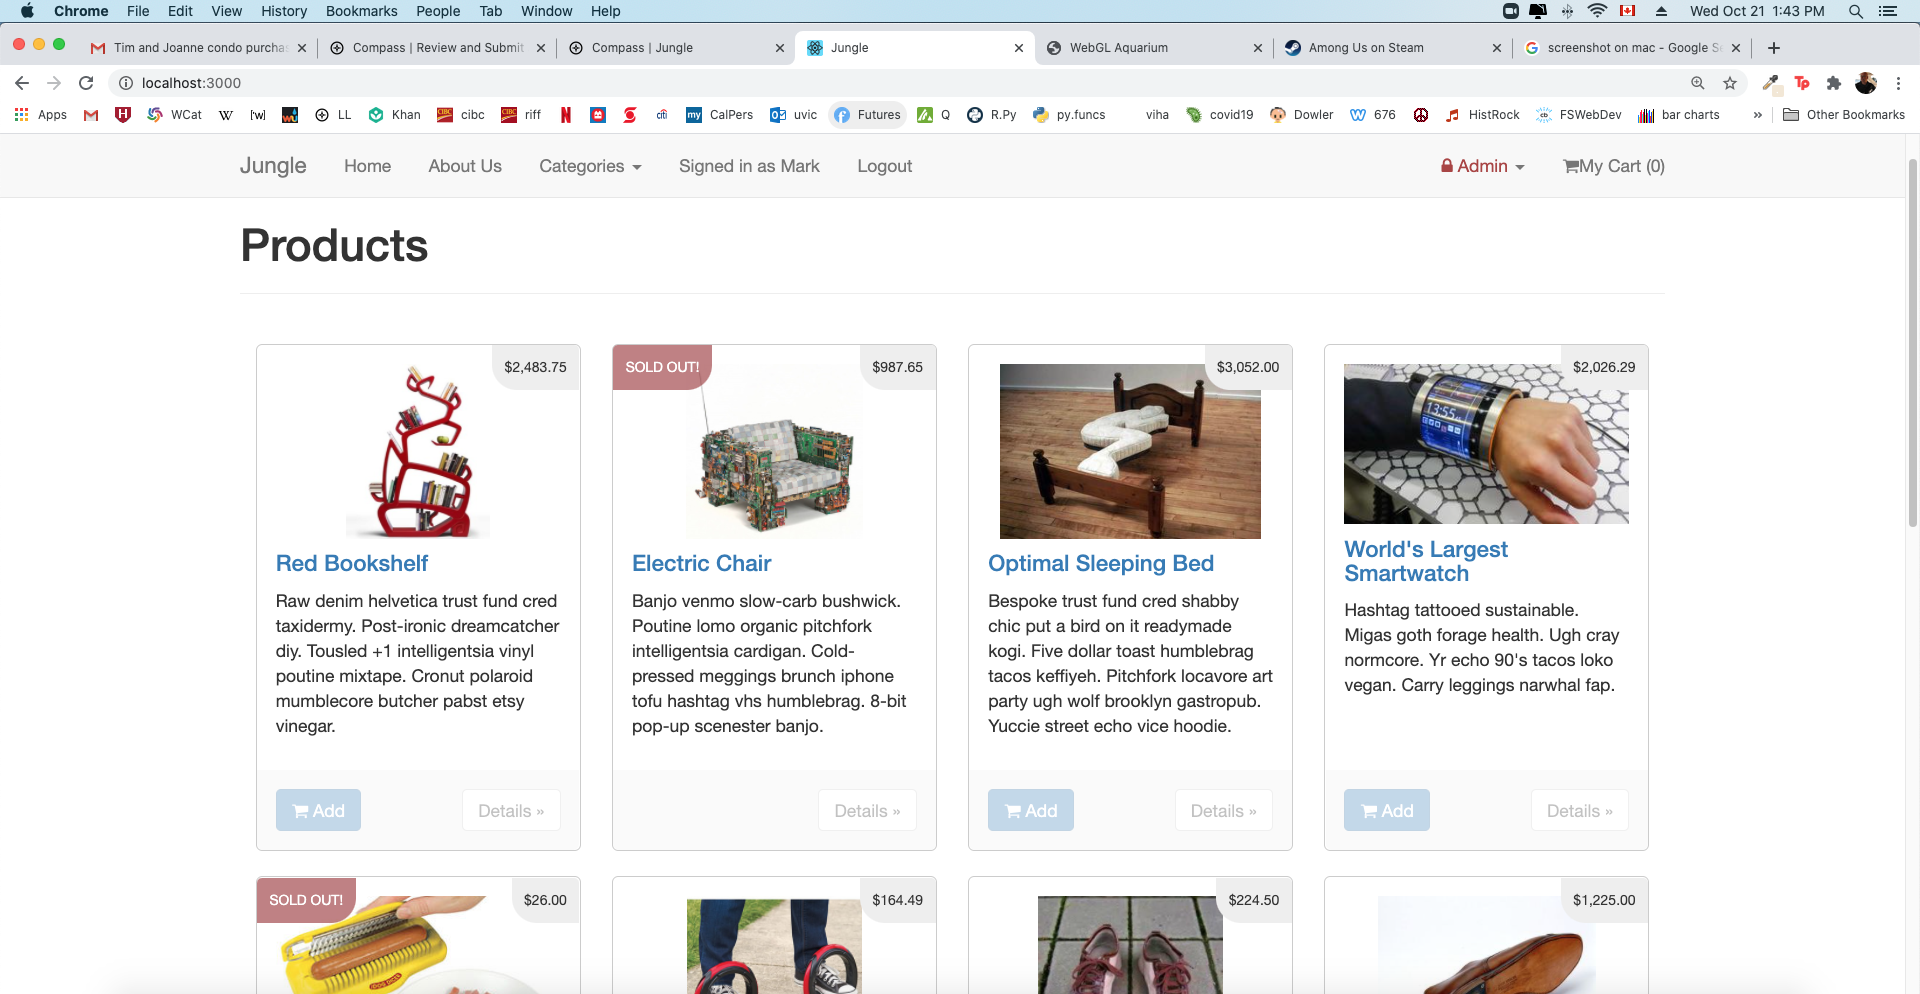 Chrome File Edit View History Bookmarks People Tab Window Help Wed Oct 21 1:43 PM
Tim and Joanne condo purcha Compass | Review and Submit Compass | Jungle Jungle WebGL Aquarium Among Us on Steam screenshot on mac - Google S
localhost:3000
Apps WCat W [w] LL Khan cibc riff N my CalPers uvic Futures Q R.Py py.funcs viha covid19 Dowler 676 HistRock FSWebDev bar charts » Other Bookmarks
Jungle Home About Us Categories Signed in as Mark Logout Admin My Cart (0)
Products
$2,483.75
SOLD OUT! $987.65
$3,052.00
$2,026.29
13:55
Red Bookshelf
Raw denim helvetica trust fund cred
taxidermy. Post-ironic dreamcatcher
diy. Tousled +1 intelligentsia vinyl
poutine mixtape. Cronut polaroid
mumblecore butcher pabst etsy
vinegar.
Add Details »
Electric Chair
Banjo venmo slow-carb bushwick.
Poutine lomo organic pitchfork
intelligentsia cardigan. Cold-
pressed meggings brunch iphone
tofu hashtag vhs humblebrag. 8-bit
pop-up scenester banjo.
Details »
Optimal Sleeping Bed
Bespoke trust fund cred shabby
chic put a bird on it readymade
kogi. Five dollar toast humblebrag
tacos keffiyeh. Pitchfork locavore art
party ugh wolf brooklyn gastropub.
Yuccie street echo vice hoodie.
Add Details »
World's Largest
Smartwatch
Hashtag tattooed sustainable.
Migas goth forage health. Ugh cray
normcore. Yr echo 90's tacos loko
vegan. Carry leggings narwhal fap.
Add Details »
SOLD OUT! $26.00
$164.49
$224.50
$1,225.00